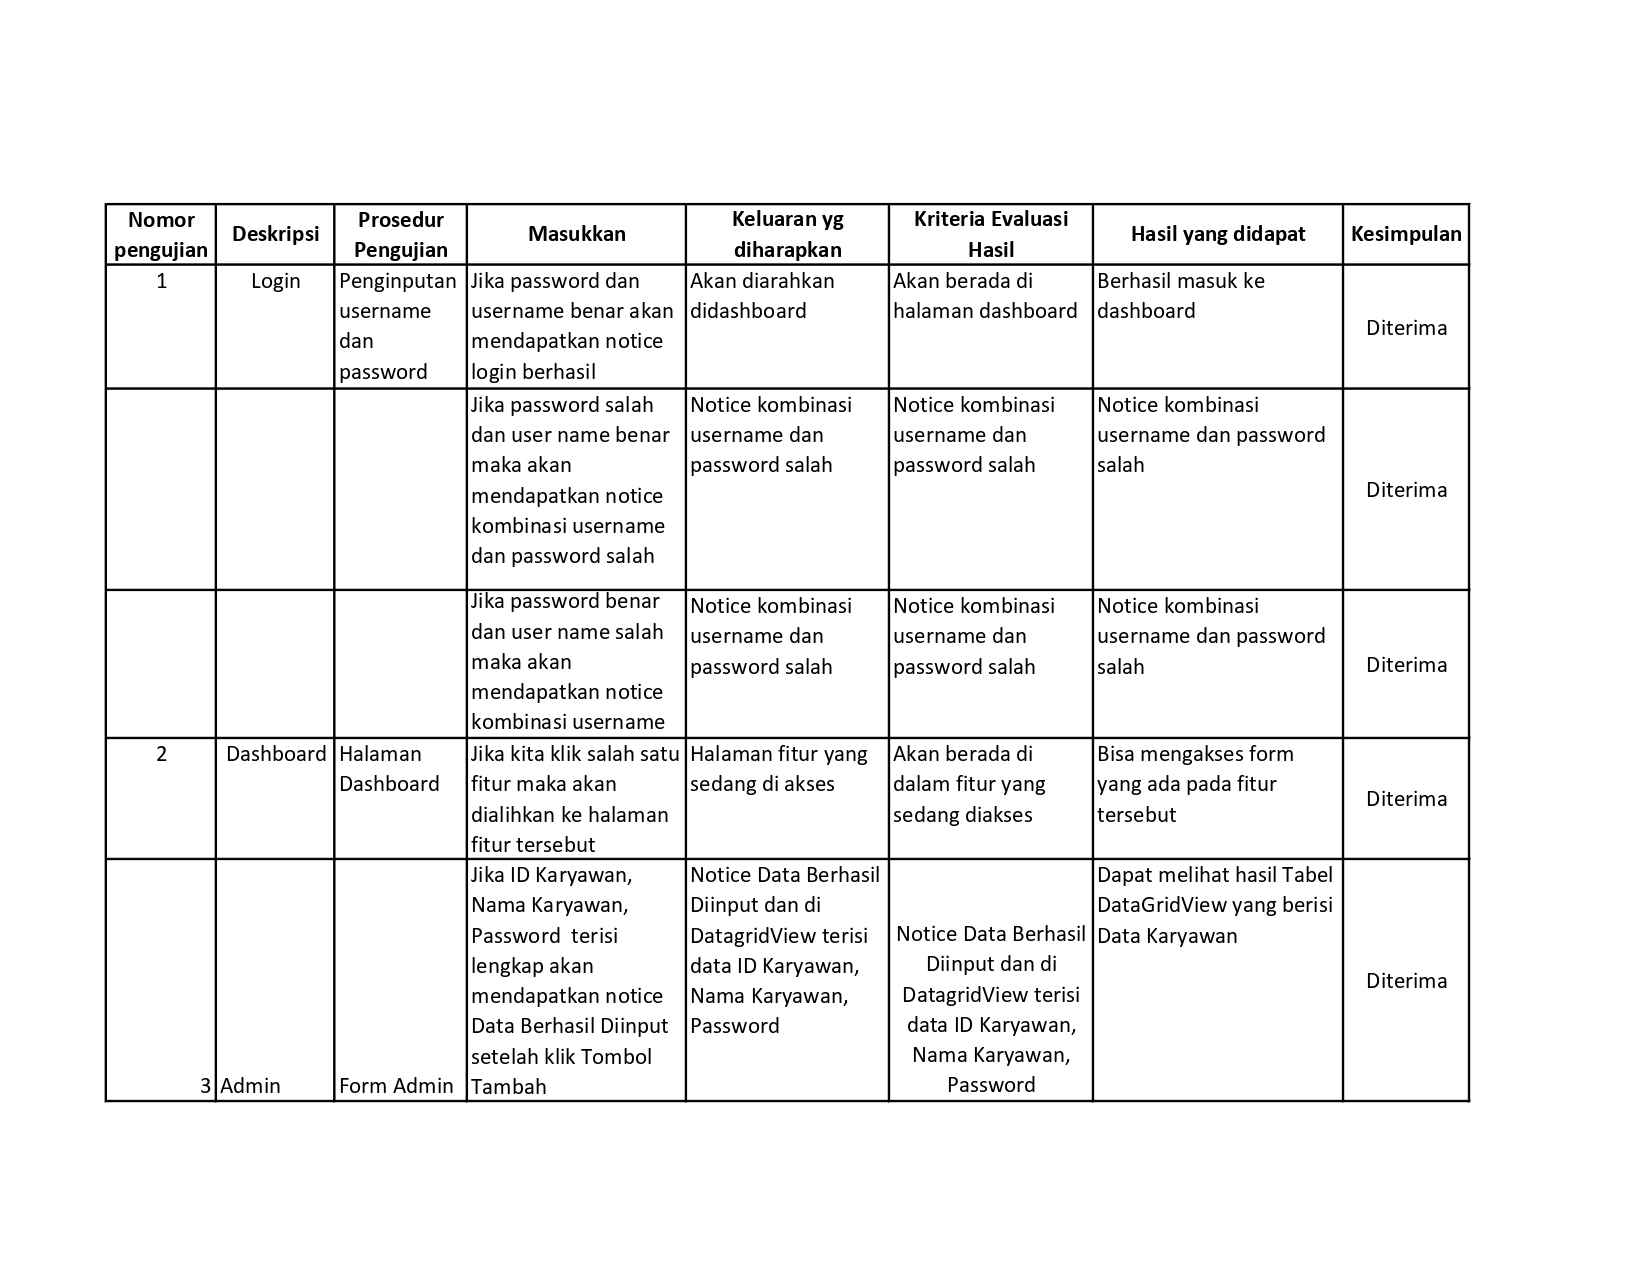 Nomor pengujian
Deskripsi
Prosedur Pengujian
Masukkan
Keluaran yg diharapkan
Kriteria Evaluasi Hasil
Hasil yang didapat
Kesimpulan
1
Login
Penginputan
username
dan
password
Jika password dan
username benar akan
mendapatkan notice
login berhasil
Akan diarahkan
didashboard
Akan berada di
halaman dashboard
Berhasil masuk ke
dashboard
Diterima
Jika password salah
dan user name benar
maka akan
mendapatkan notice
kombinasi username
dan password salah
Notice kombinasi
username dan
password salah
Notice kombinasi
username dan
password salah
Notice kombinasi
username dan password
salah
Diterima
Jika password benar
dan user name salah
maka akan
mendapatkan notice
kombinasi username
Notice kombinasi
username dan
password salah
Notice kombinasi
username dan
password salah
Notice kombinasi
username dan password
salah
Diterima
2
Dashboard
Halaman
Dashboard
Jika kita klik salah satu
fitur maka akan
dialihkan ke halaman
fitur tersebut
Halaman fitur yang
sedang di akses
Akan berada di
dalam fitur yang
sedang diakses
Bisa mengakses form
yang ada pada fitur
tersebut
Diterima
3
Admin
Form Admin
Jika ID Karyawan,
Nama Karyawan,
Password  terisi
lengkap akan
mendapatkan notice
Data Berhasil Diinput
setelah klik Tombol
Tambah
Notice Data Berhasil
Diinput dan di
DatagridView terisi
data ID Karyawan,
Nama Karyawan,
Password
Notice Data Berhasil
Diinput dan di
DatagridView terisi
data ID Karyawan,
Nama Karyawan,
Password
Dapat melihat hasil Tabel
DataGridView yang berisi
Data Karyawan
Diterima